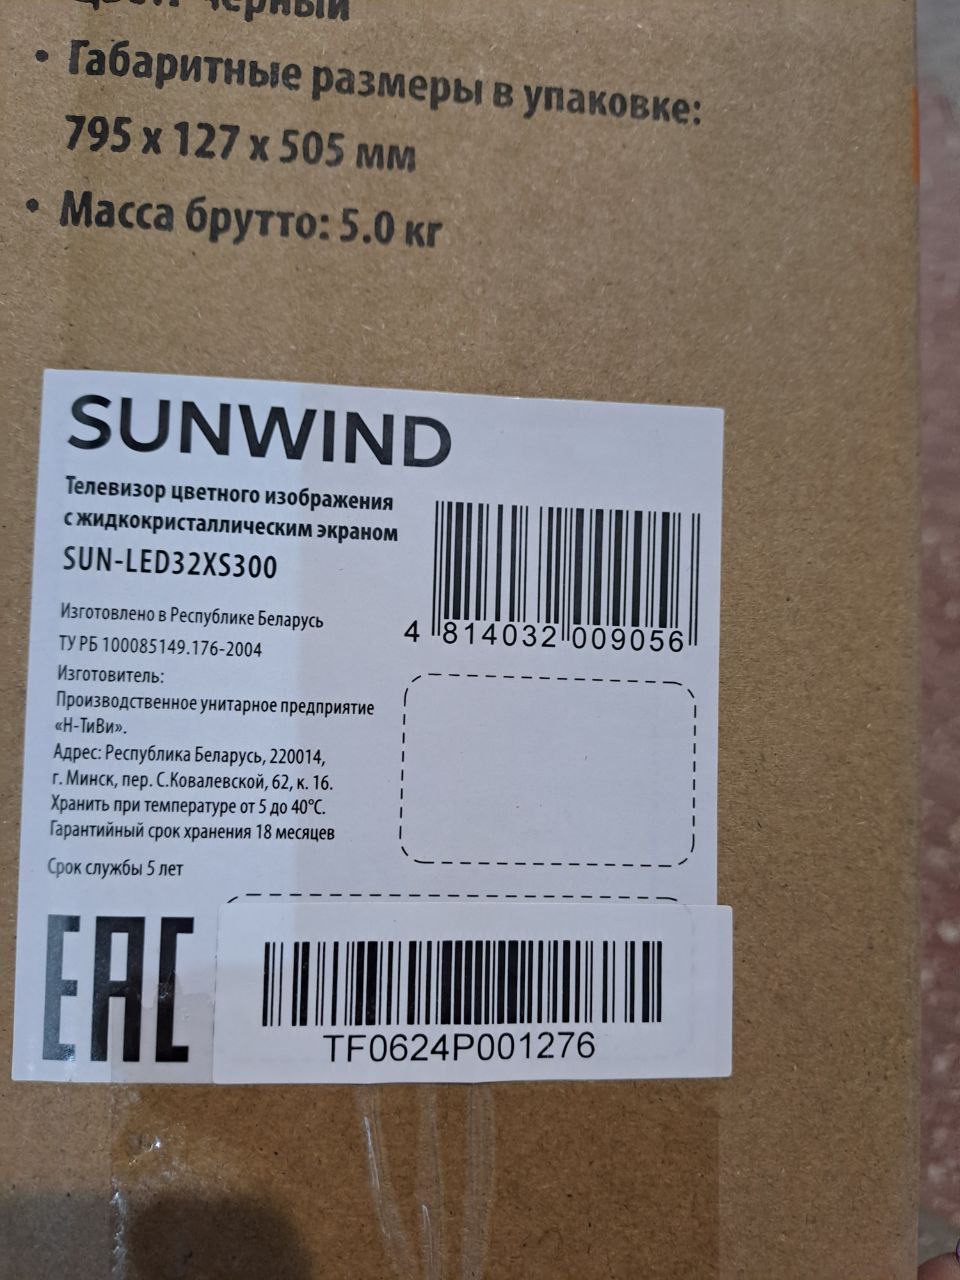 Цвет: черный
• Габаритные размеры в упаковке:
795 x 127 x 505 мм
• Масса брутто: 5.0 кг
SUNWIND
Телевизор цветного изображения
с жидкокристаллическим экраном
SUN-LED32XS300
Изготовлено в Республике Беларусь
ТУ РБ 100085149.176-2004
Изготовитель:
Производственное унитарное предприятие
«Н-ТиВи».
Адрес: Республика Беларусь, 220014,
г. Минск, пер. С.Ковалевской, 62, к. 16.
Хранить при температуре от 5 до 40°C.
Гарантийный срок хранения 18 месяцев
Срок службы 5 лет
4 814032 009056
EAC
TF0624P001276